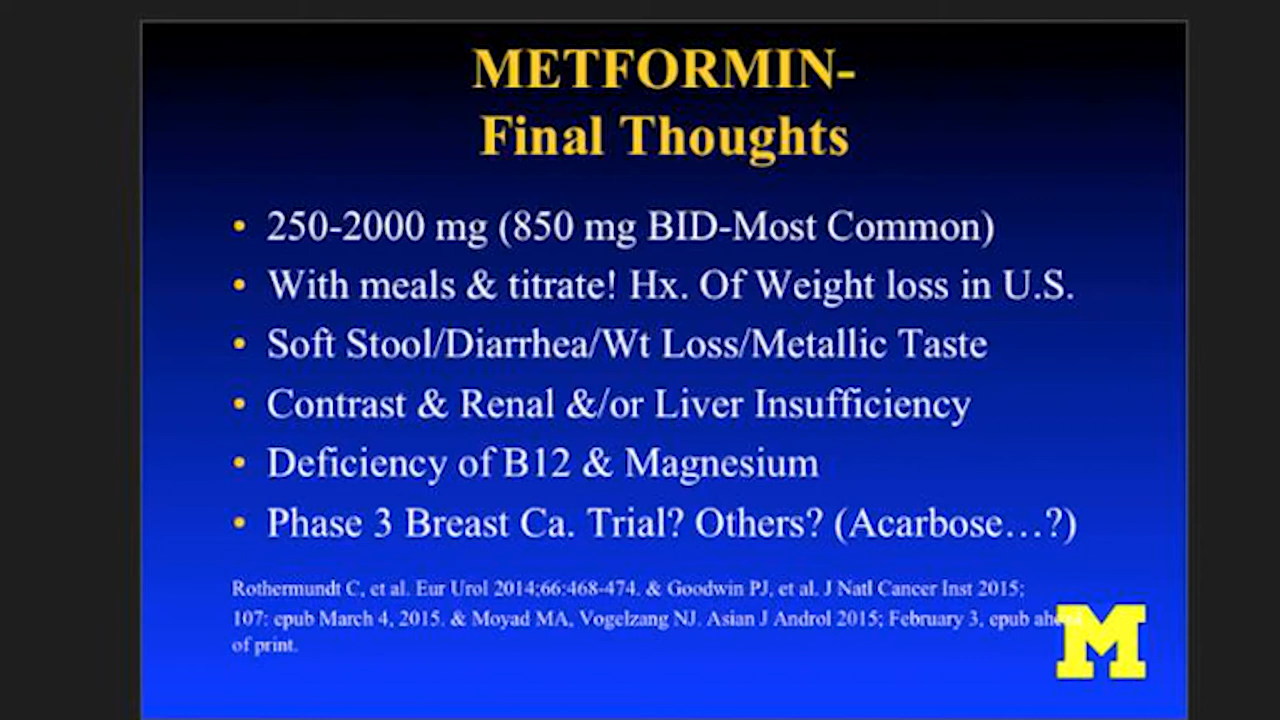 METFORMIN-
Final Thoughts
• 250-2000 mg (850 mg BID-Most Common)
• With meals & titrate! Hx. Of Weight loss in U.S.
• Soft Stool/Diarrhea/Wt Loss/Metallic Taste
• Contrast & Renal &/or Liver Insufficiency
• Deficiency of B12 & Magnesium
• Phase 3 Breast Ca. Trial? Others? (Acarbose…?)
Rothermundt C, et al. Eur Urol 2014;66:468-474. & Goodwin PJ, et al. J Natl Cancer Inst 2015;
107: epub March 4, 2015. & Moyad MA, Vogelzang NJ. Asian J Androl 2015; February 3, epub ahead
of print.
M